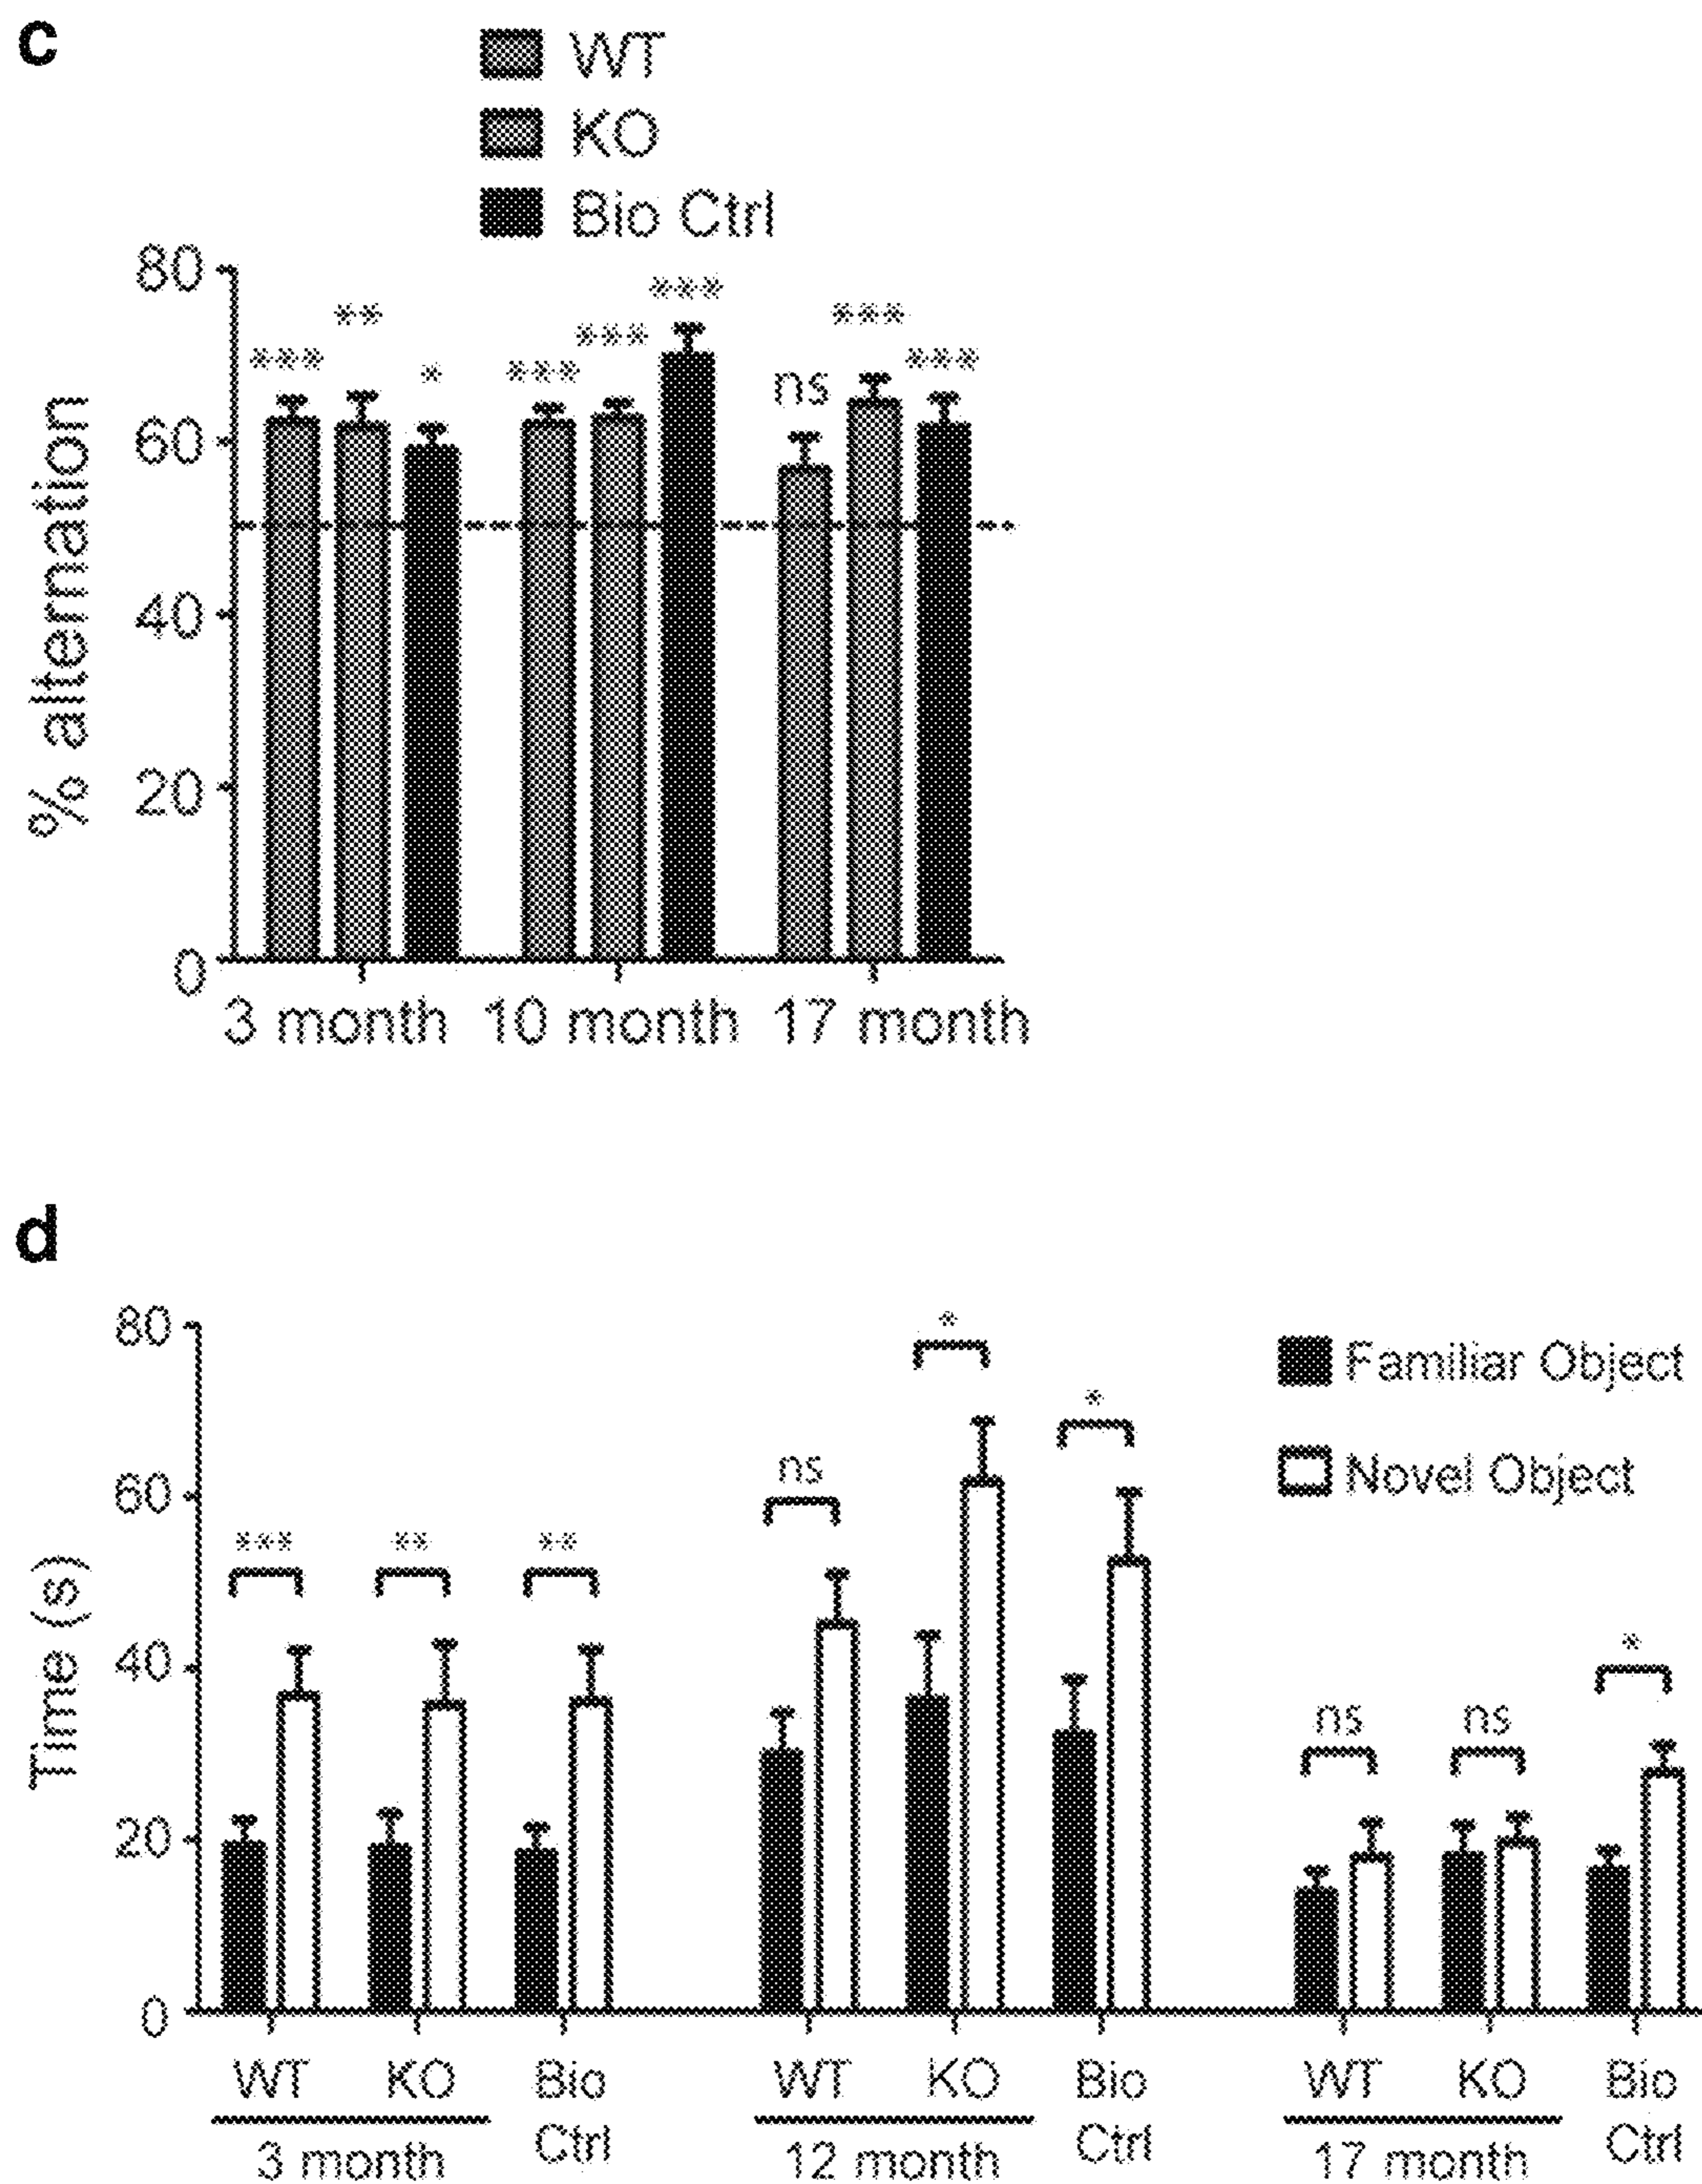 c
WT
KO
Bio Ctrl
80
60
40
20
0
% alternation
*** ** *
*** *** ***
ns *** ***
3 month 10 month 17 month
d
80
60
40
20
0
Time (s)
Familiar Object
Novel Object
*** ** **
ns * *
ns ns *
WT KO Bio Ctrl
3 month
WT KO Bio Ctrl
12 month
WT KO Bio Ctrl
17 month